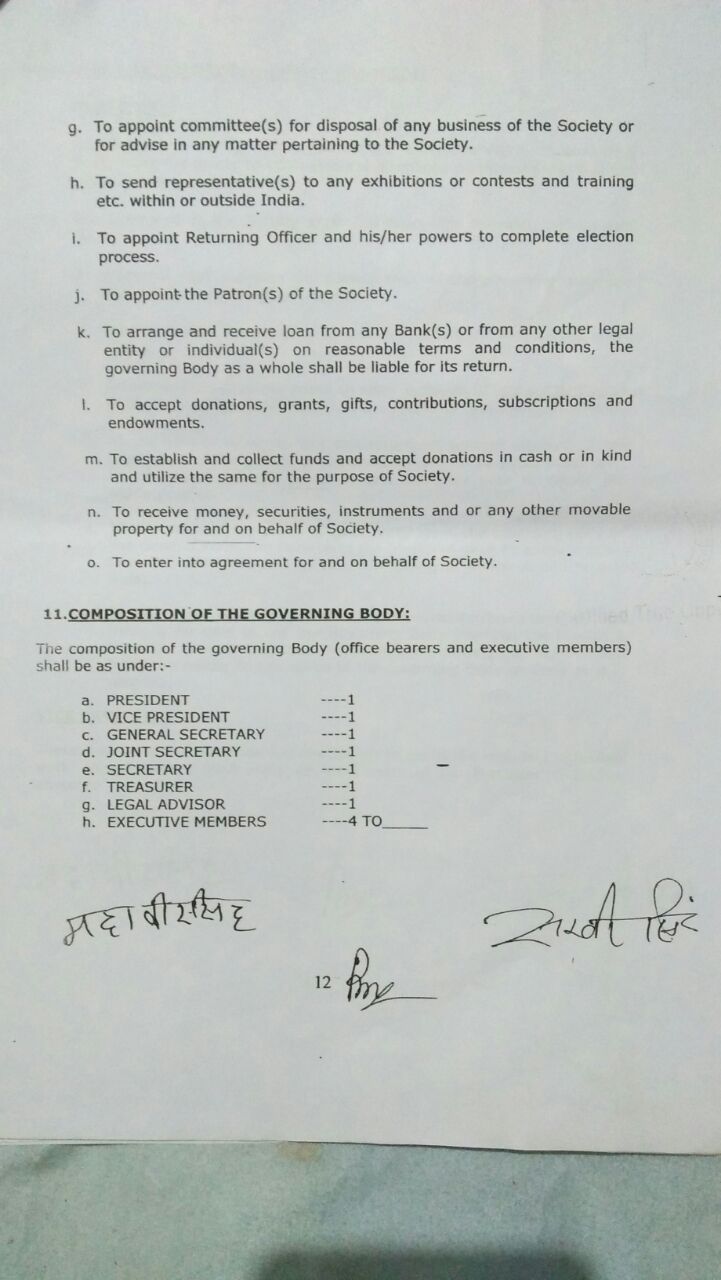 g. To appoint committee(s) for disposal of any business of the Society or
for advise in any matter pertaining to the Society.
h. To send representative(s) to any exhibitions or contests and training
etc. within or outside India.
i. To appoint Returning Officer and his/her powers to complete election
process.
j. To appoint the Patron(s) of the Society.
k. To arrange and receive loan from any Bank(s) or from any other legal
entity or individual(s) on reasonable terms and conditions, the
governing Body as a whole shall be liable for its return.
l. To accept donations, grants, gifts, contributions, subscriptions and
endowments.
m. To establish and collect funds and accept donations in cash or in kind
and utilize the same for the purpose of Society.
n. To receive money, securities, instruments and or any other movable
property for and on behalf of Society.
o. To enter into agreement for and on behalf of Society.
11.COMPOSITION OF THE GOVERNING BODY:
The composition of the governing Body (office bearers and executive members)
shall be as under:-
a. PRESIDENT ----1
b. VICE PRESIDENT ----1
c. GENERAL SECRETARY ----1
d. JOINT SECRETARY ----1
e. SECRETARY ----1
f. TREASURER ----1
g. LEGAL ADVISOR ----1
h. EXECUTIVE MEMBERS ----4 TO_____
महावीरसिंह
12